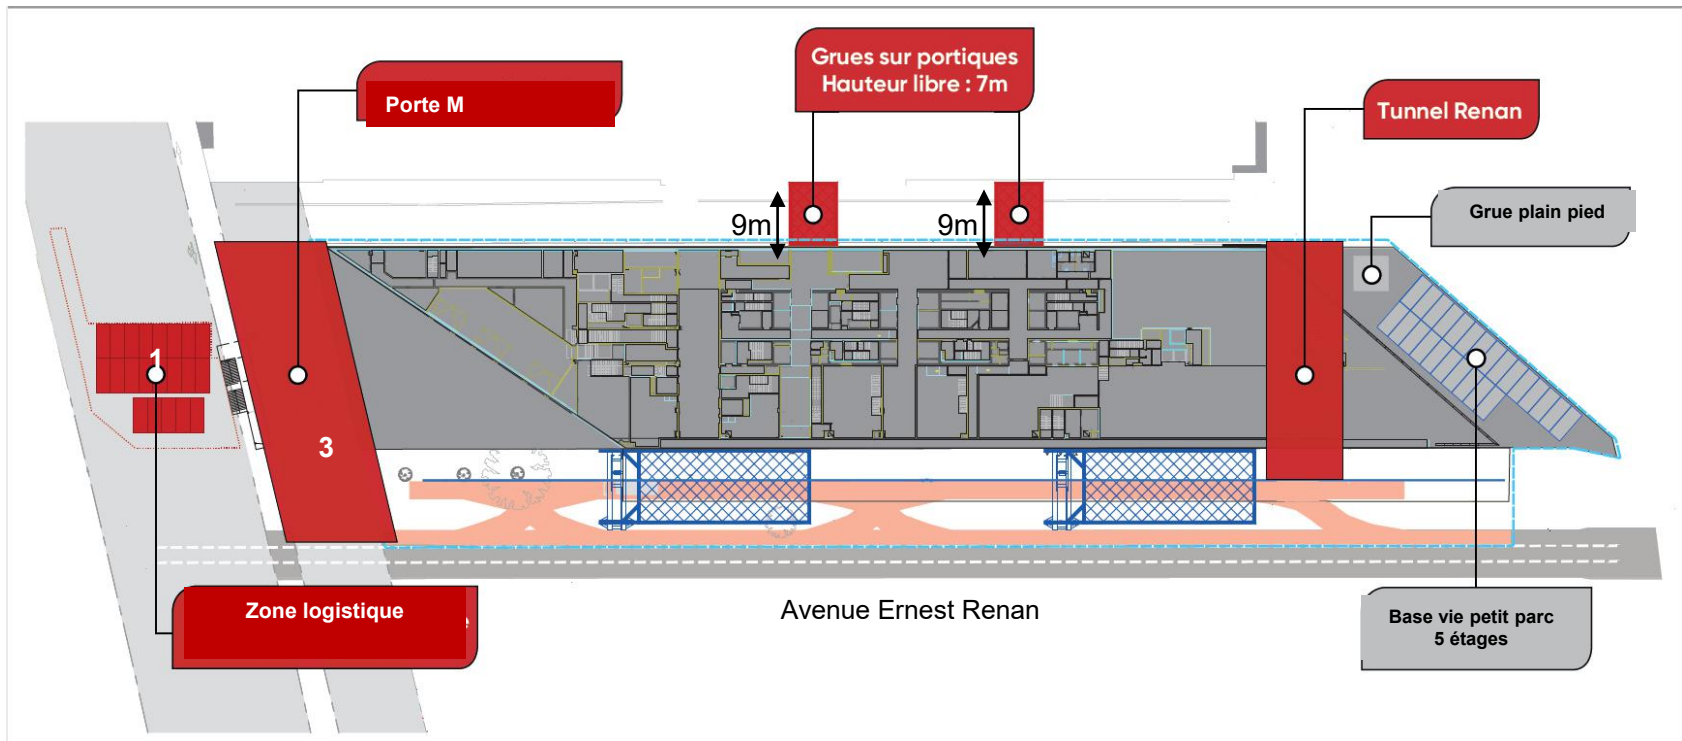 Grues sur portiques
Hauteur libre : 7m
Porte M
Tunnel Renan
Grue plain pied
9m
9m
1
3
Zone logistique
e
Avenue Ernest Renan
Base vie petit parc
5 étages